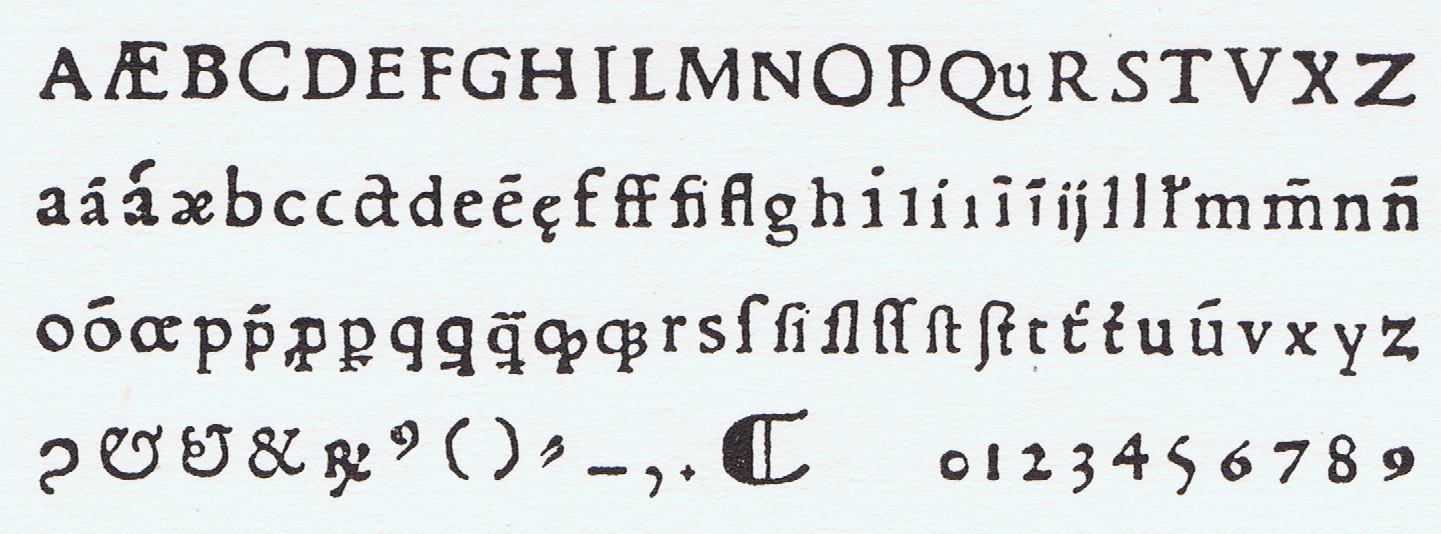 A Æ B C D E F G H I L M N O P Qu R S T V X Z
a ā á æ b c c ct d e ē ę f ff fi fl g h i ı í ı ī ī ij l l ł m m̄ n n̄
o ō œ p p̄ ꝓ ꝑ q q q̄ ꝙ ꝗ r s ſ ſi ſl ſſ ſt ſt t t̄ t̉ u ū v x y z
ꝯ & & & ꝶ ꝰ ( ) ⸗ – , . ℂ 0 1 2 3 4 5 6 7 8 9